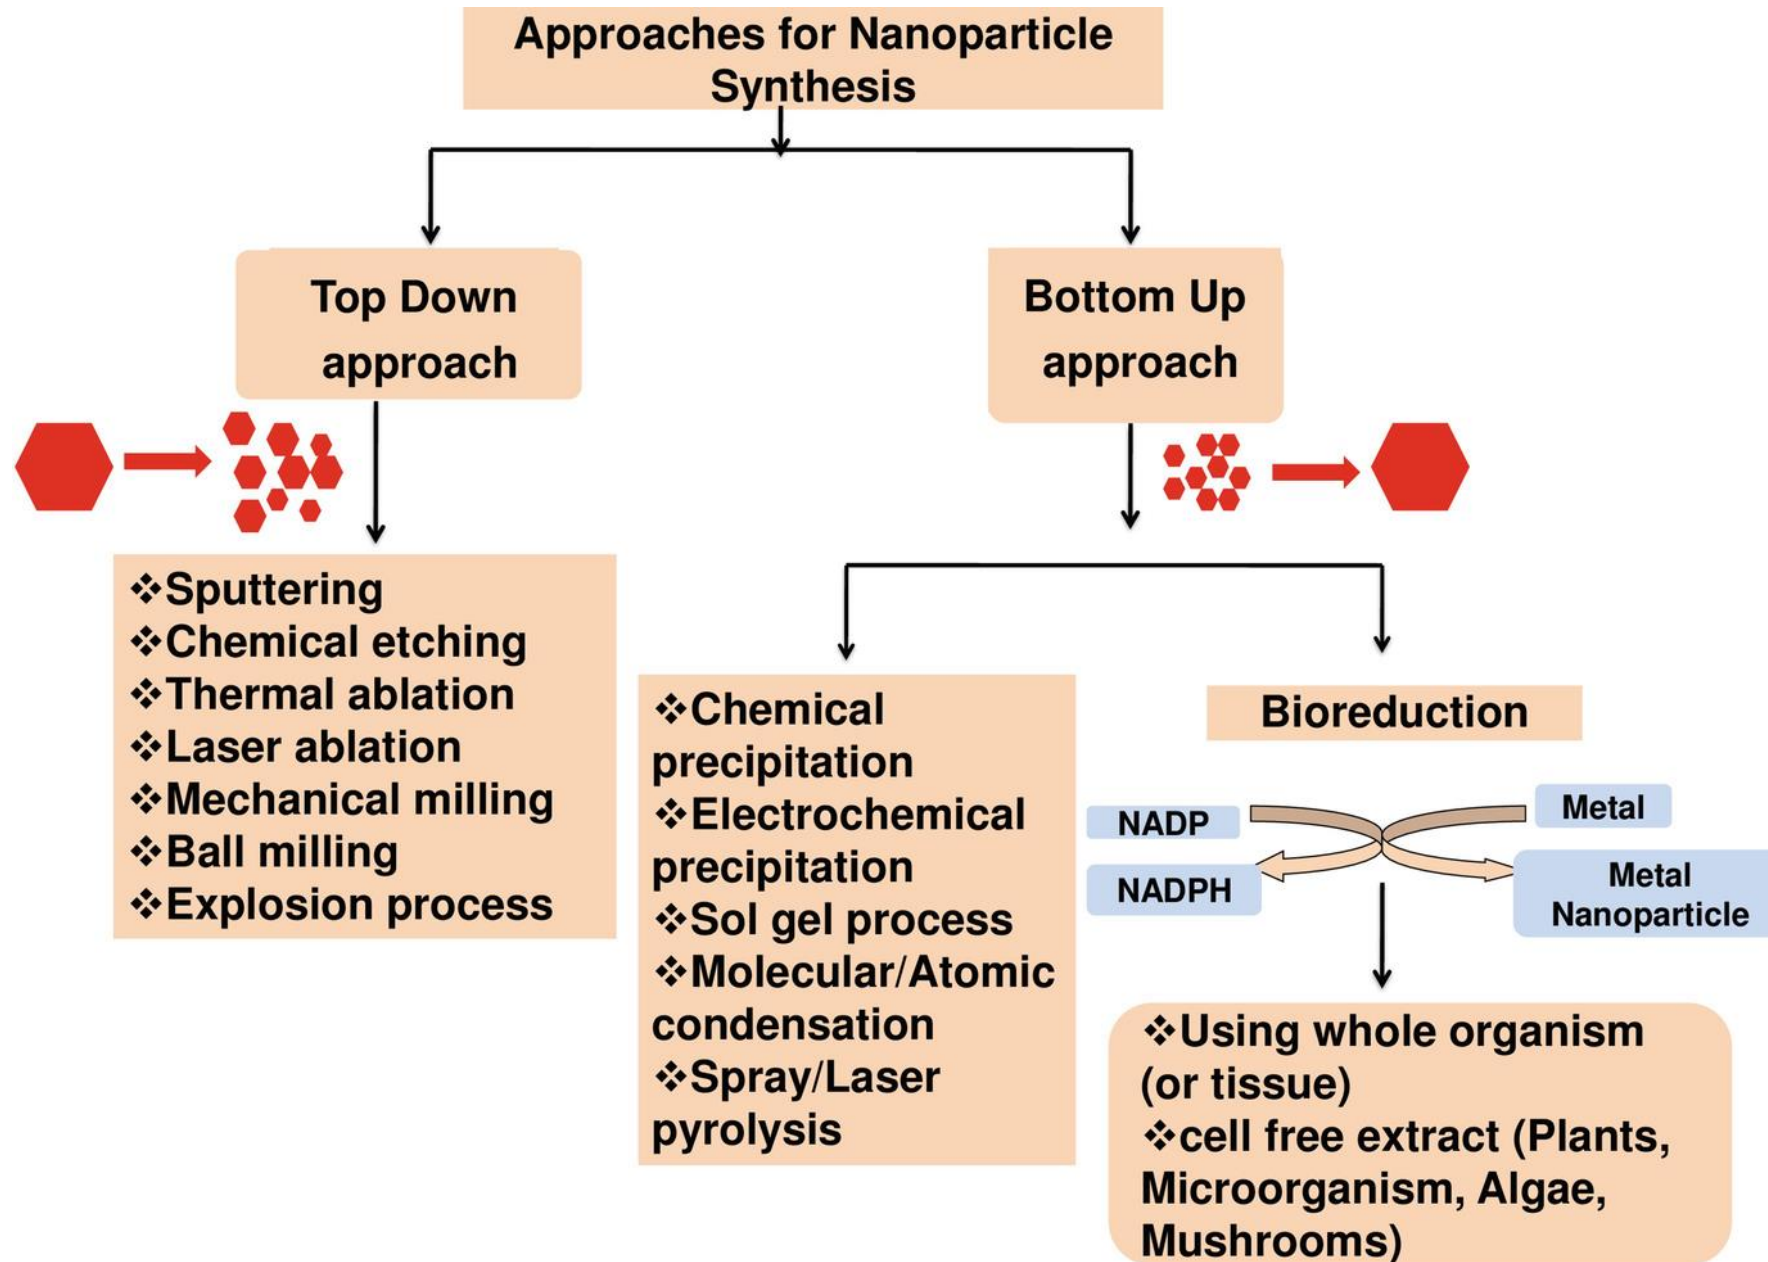 Approaches for Nanoparticle
Synthesis
Top Down
approach
Bottom Up
approach
❖Sputtering
❖Chemical etching
❖Thermal ablation
❖Laser ablation
❖Mechanical milling
❖Ball milling
❖Explosion process
❖Chemical
precipitation
❖Electrochemical
precipitation
❖Sol gel process
❖Molecular/Atomic
condensation
❖Spray/Laser
pyrolysis
Bioreduction
NADP
Metal
NADPH
Metal
Nanoparticle
❖Using whole organism
(or tissue)
❖cell free extract (Plants,
Microorganism, Algae,
Mushrooms)